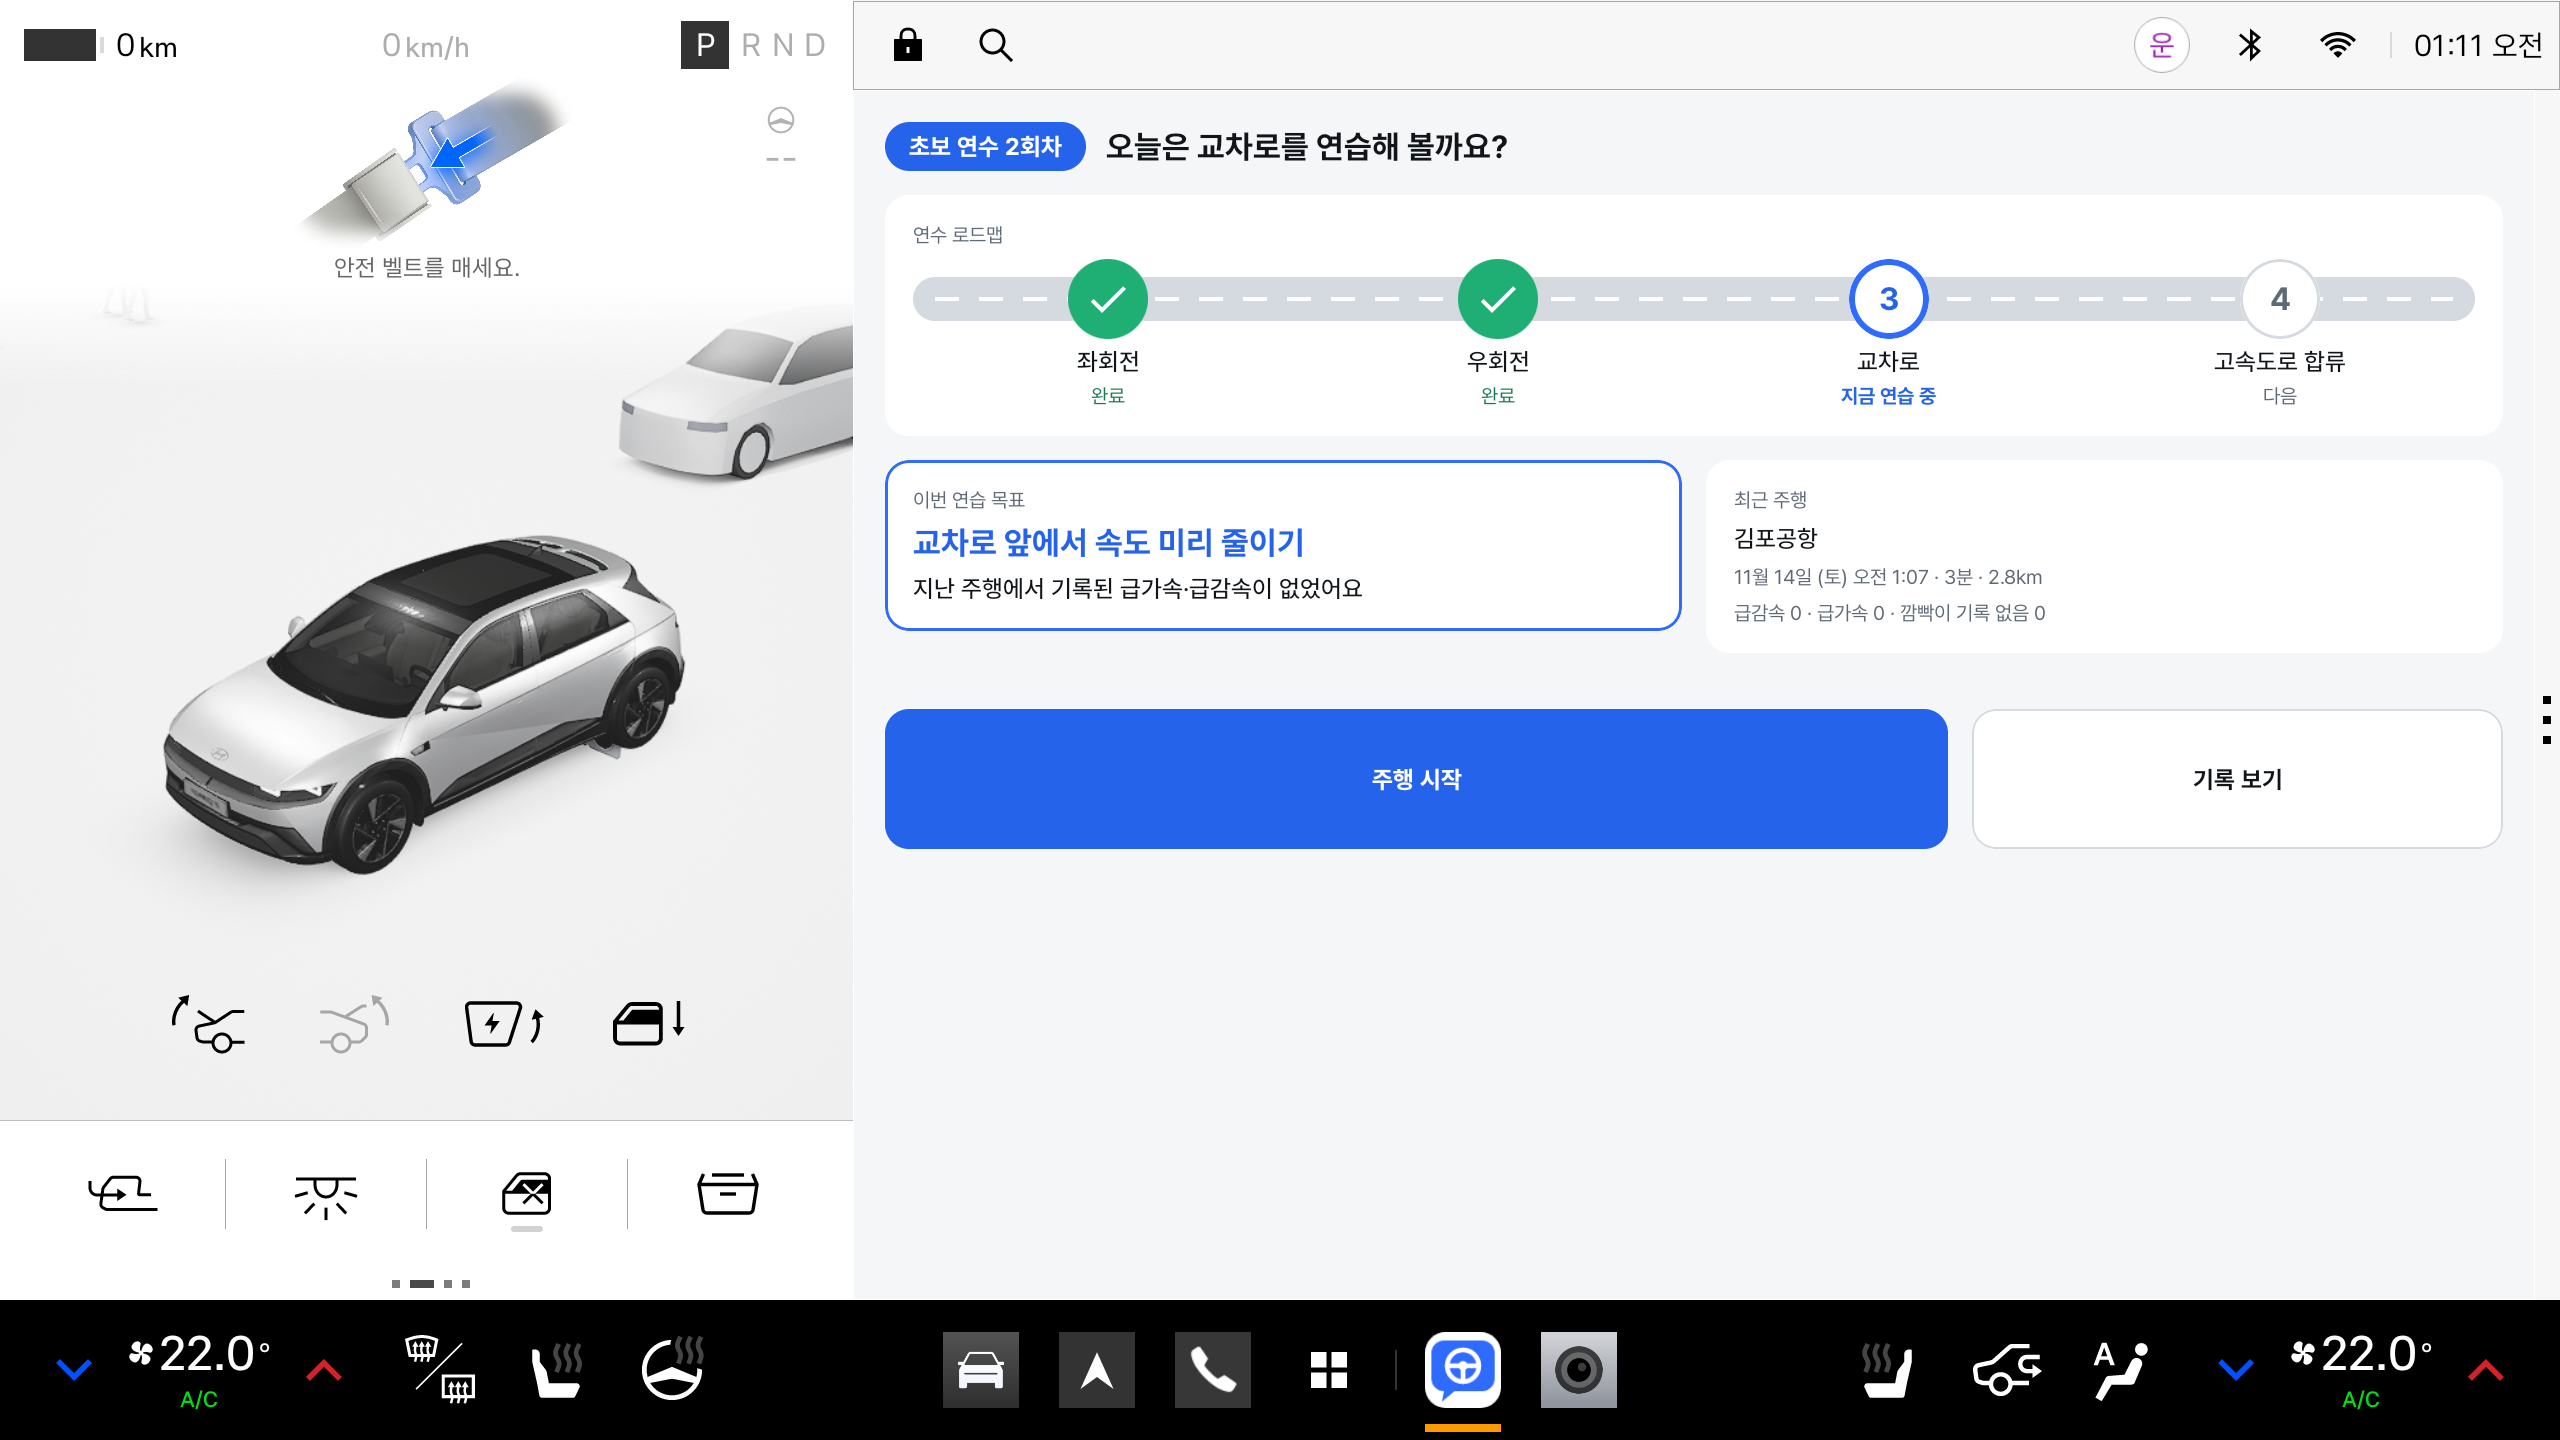 0 km
0 km/h
P R N D
운
01:11 오전
안전 벨트를 매세요.
초보 연수 2회차
오늘은 교차로를 연습해 볼까요?
연수 로드맵
3
4
좌회전
우회전
교차로
고속도로 합류
완료
완료
지금 연습 중
다음
이번 연습 목표
교차로 앞에서 속도 미리 줄이기
지난 주행에서 기록된 급가속·급감속이 없었어요
최근 주행
김포공항
11월 14일 (토) 오전 1:07 · 3분 · 2.8km
급감속 0 · 급가속 0 · 깜빡이 기록 없음 0
주행 시작
기록 보기
22.0°
A/C
A
22.0°
A/C